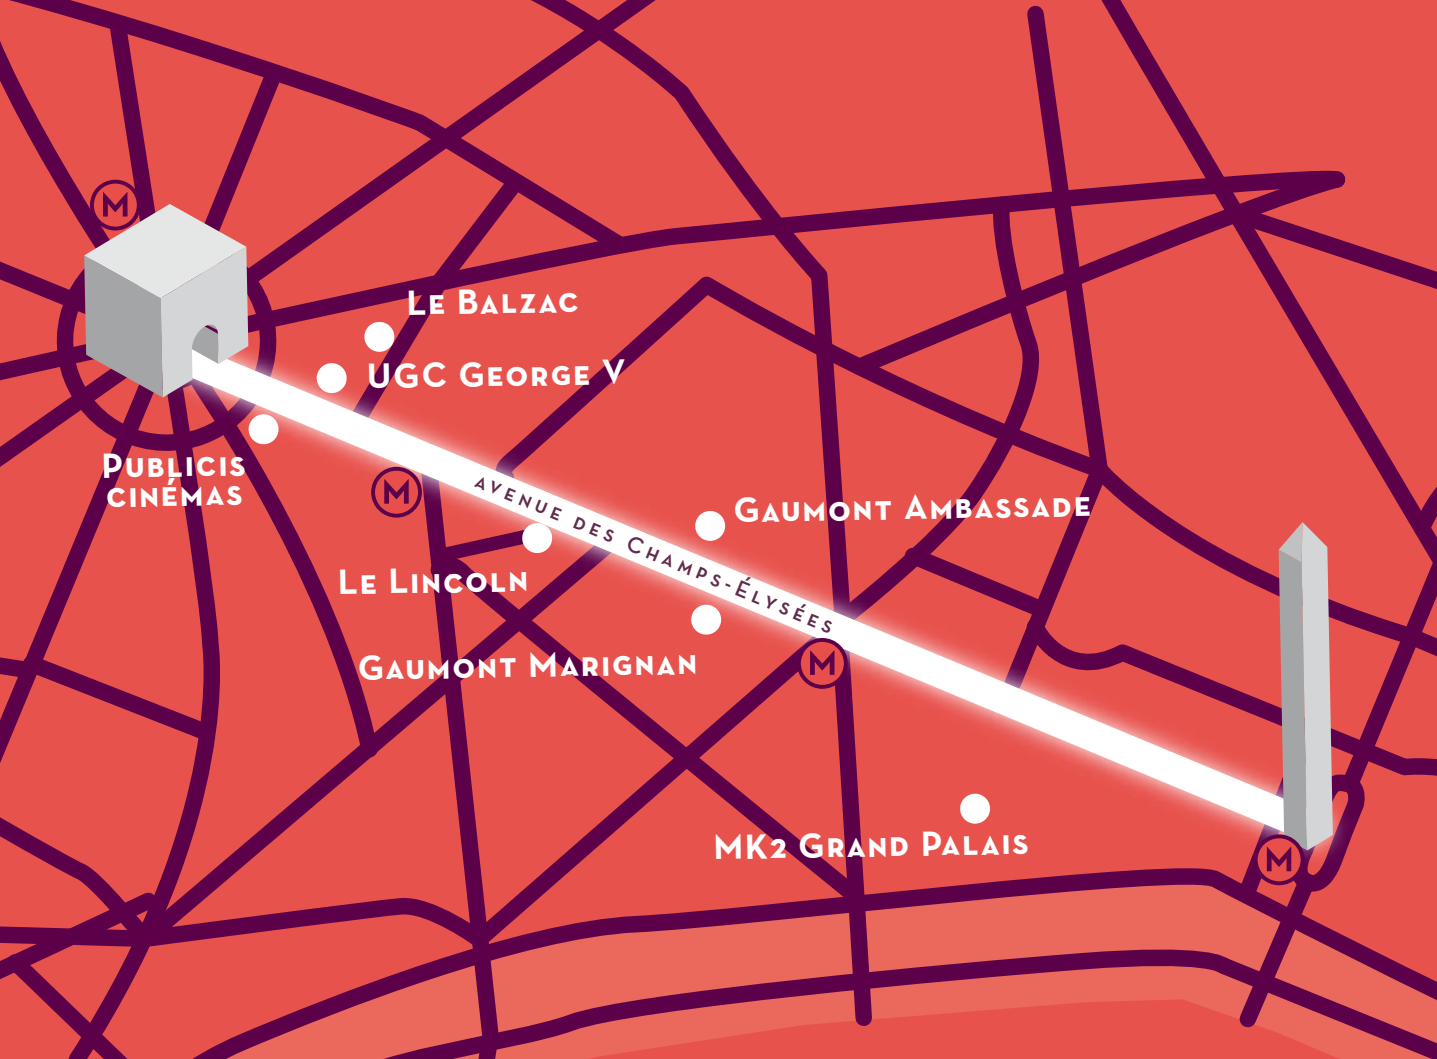 M
Le Balzac
UGC George V
Publicis
cinémas
M
avenue des Champs-Élysées
Gaumont Ambassade
Le Lincoln
Gaumont Marignan
M
MK2 Grand Palais
M